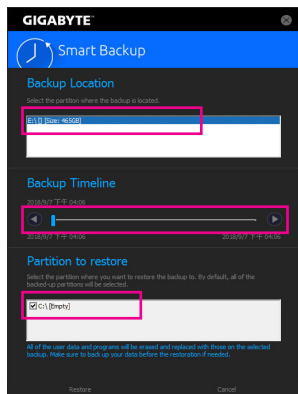 GIGABYTE™
Smart Backup
Backup Location
Select the partition where the backup is located.
E:\ [] [Size: 465GB]
Backup Timeline
2018/9/7 下午 04:06
2018/9/7 下午 04:06 2018/9/7 下午 04:06
Partition to restore
Select the partition where you want to restore the backup to. By default, all of the
backed-up partitions will be selected.
C:\ [Empty]
All of the user data and programs will be erased and replaced with those on the selected
backup. Make sure to back up your data before the restoration if needed.
Restore Cancel